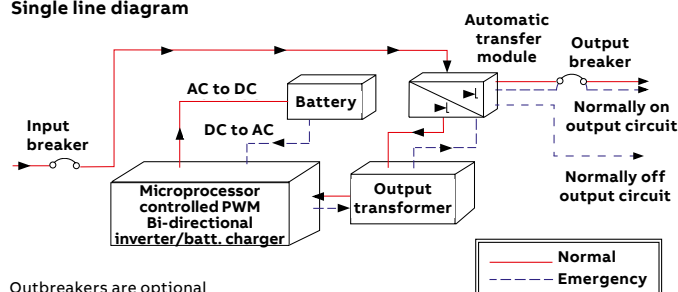 Single line diagram
Automatic
transfer
module
Output
breaker
AC to DC
Battery
DC to AC
Input
breaker
Normally on
output circuit
Normally off
output circuit
Microprocessor
controlled PWM
Bi-directional
inverter/batt. charger
Output
transformer
Normal
Emergency
Outbreakers are optional